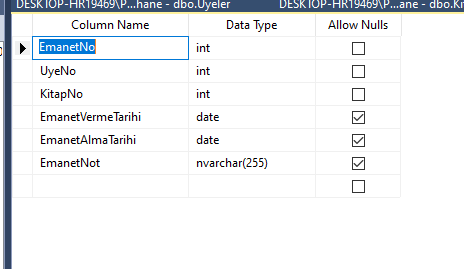 DESKTOP-HR19469\P...hane - dbo.Uyeler DESKTOP-HR19469\P...ane - dbo.Ki
Column Name Data Type Allow Nulls
EmanetNo int
UyeNo int
KitapNo int
EmanetVermeTarihi date
EmanetAlmaTarihi date
EmanetNot nvarchar(255)